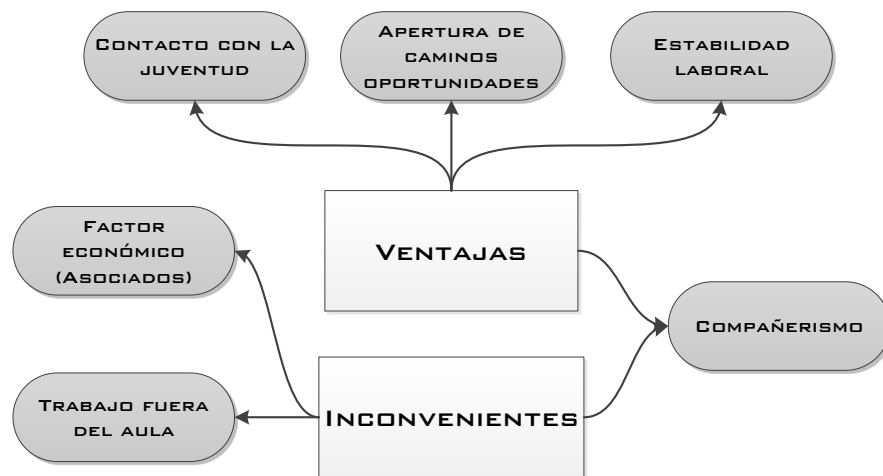 CONTACTO CON LA
JUVENTUD
APERTURA DE
CAMINOS
OPORTUNIDADES
ESTABILIDAD
LABORAL
FACTOR
ECONÓMICO
(ASOCIADOS)
VENTAJAS
COMPAÑERISMO
TRABAJO FUERA
DEL AULA
INCONVENIENTES